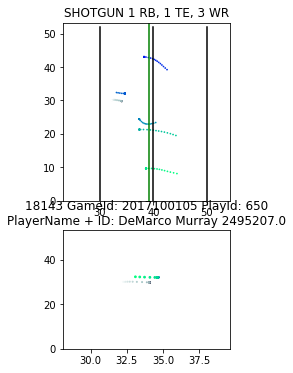 SHOTGUN 1 RB, 1 TE, 3 WR
50
40
30
20
10
0
30 40 50
18143 GameId: 2017100105 PlayId: 650
PlayerName + ID: DeMarco Murray 2495207.0
40
20
0
30.0 32.5 35.0 37.5